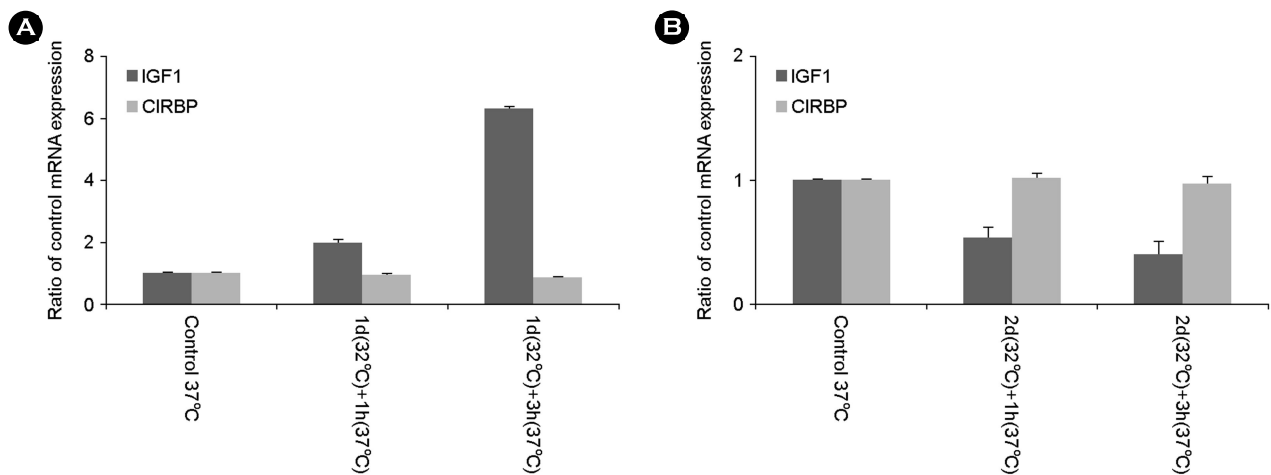 A
Ratio of control mRNA expression
8
6
4
2
0
IGF1
CIRBP
Control 37°C
1d(32°C)+1h(37°C)
1d(32°C)+3h(37°C)
B
Ratio of control mRNA expression
2
1
0
IGF1
CIRBP
Control 37°C
2d(32°C)+1h(37°C)
2d(32°C)+3h(37°C)